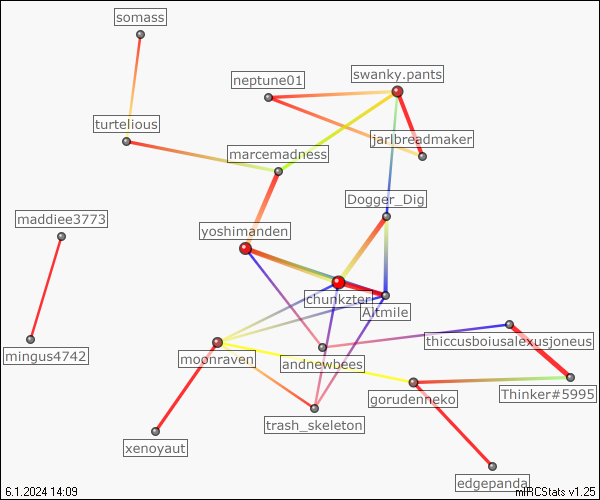 somass
swanky.pants
neptune01
turtelious
jarlbreadmaker
marcemadness
Dogger_Dig
maddiee3773
yoshimanden
chunkzter
Altmile
thiccusboiusalexusjoneus
mingus4742
moonraven
andnewbees
Thinker#5995
gorudenneko
trash_skeleton
xenoyaut
edgepanda
6.1.2024 14:09
mIRCStats v1.25